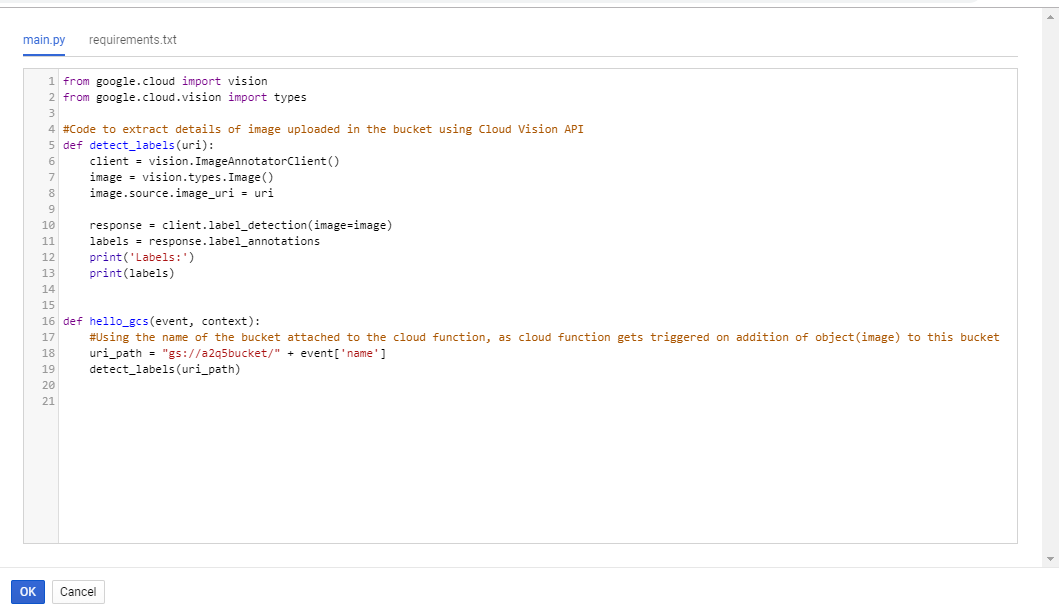 main.py requirements.txt
1 from google.cloud import vision
2 from google.cloud.vision import types
3
4 #Code to extract details of image uploaded in the bucket using Cloud Vision API
5 def detect_labels(uri):
6     client = vision.ImageAnnotatorClient()
7     image = vision.types.Image()
8     image.source.image_uri = uri
9
10     response = client.label_detection(image=image)
11     labels = response.label_annotations
12     print('Labels:')
13     print(labels)
14
15
16 def hello_gcs(event, context):
17     #Using the name of the bucket attached to the cloud function, as cloud function gets triggered on addition of object(image) to this bucket
18     uri_path = "gs://a2q5bucket/" + event['name']
19     detect_labels(uri_path)
20
21
OK Cancel